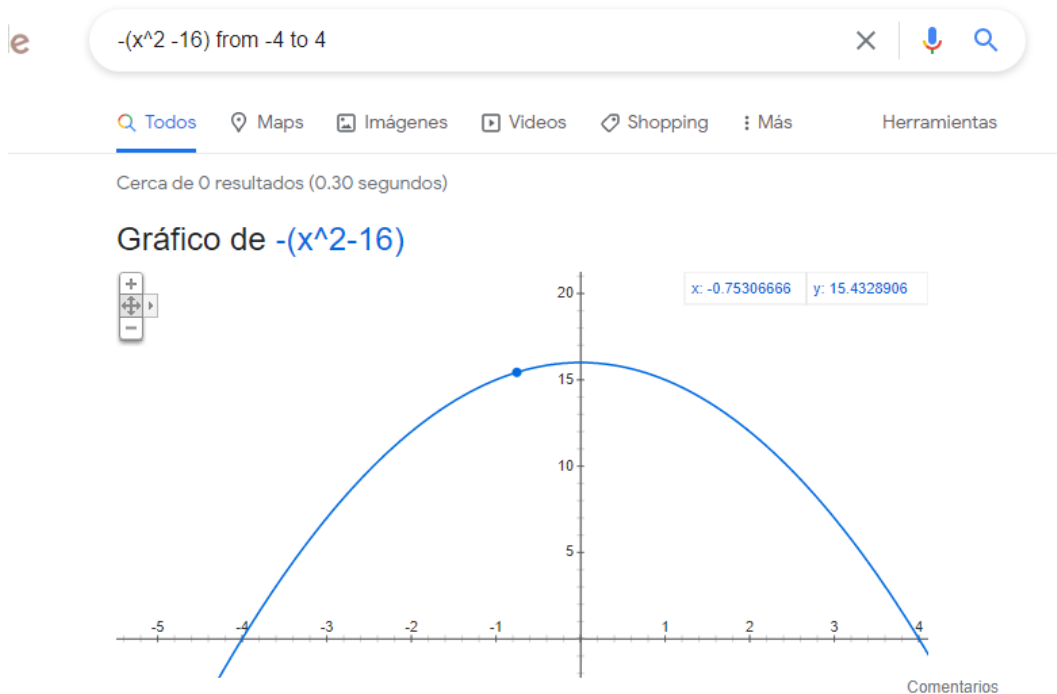 le
-(x^2 -16) from -4 to 4
Todos Maps Imágenes Videos Shopping Más Herramientas
Cerca de 0 resultados (0.30 segundos)
Gráfico de -(x^2-16)
x: -0.75306666 y: 15.4328906
20
15
10
5
-5 -4 -3 -2 -1 1 2 3 4
Comentarios